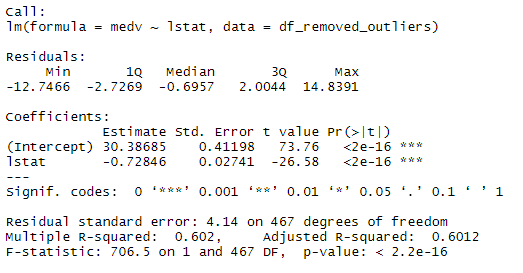 Call:
lm(formula = medv ~ lstat, data = df_removed_outliers)
Residuals:
Min 1Q Median 3Q Max
-12.7466 -2.7269 -0.6957 2.0044 14.8391
Coefficients:
Estimate Std. Error t value Pr(>|t|)
(Intercept) 30.38685 0.41198 73.76 <2e-16 ***
lstat -0.72846 0.02741 -26.58 <2e-16 ***
---
Signif. codes: 0 ‘***’ 0.001 ‘**’ 0.01 ‘*’ 0.05 ‘.’ 0.1 ‘ ’ 1
Residual standard error: 4.14 on 467 degrees of freedom
Multiple R-squared: 0.602, Adjusted R-squared: 0.6012
F-statistic: 706.5 on 1 and 467 DF, p-value: < 2.2e-16